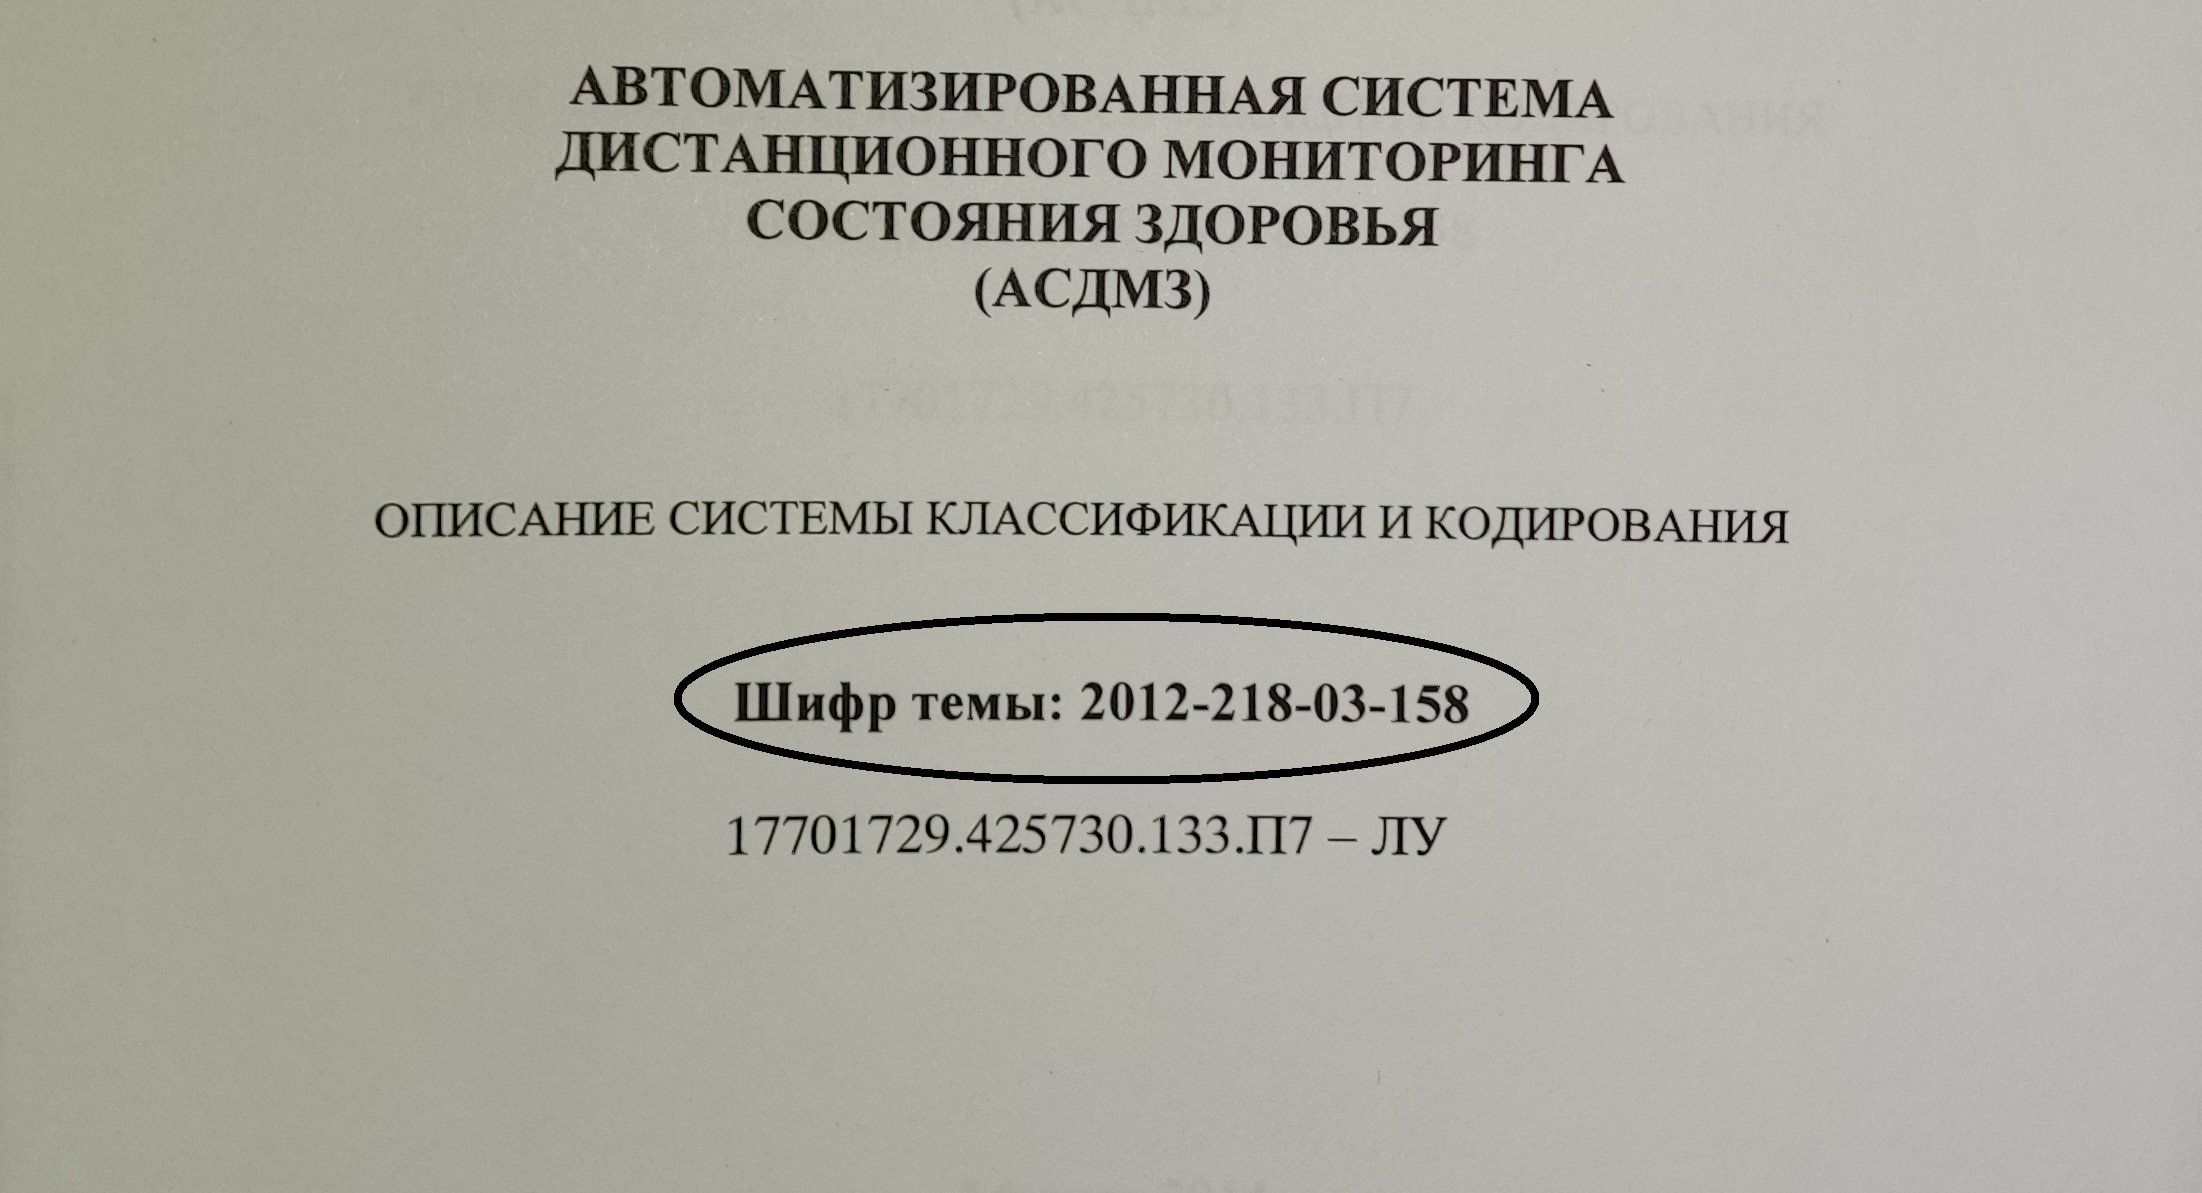 АВТОМАТИЗИРОВАННАЯ СИСТЕМА
ДИСТАНЦИОННОГО МОНИТОРИНГА
СОСТОЯНИЯ ЗДОРОВЬЯ
(АСДМЗ)
ОПИСАНИЕ СИСТЕМЫ КЛАССИФИКАЦИИ И КОДИРОВАНИЯ
Шифр темы: 2012-218-03-158
17701729.425730.133.П7 – ЛУ